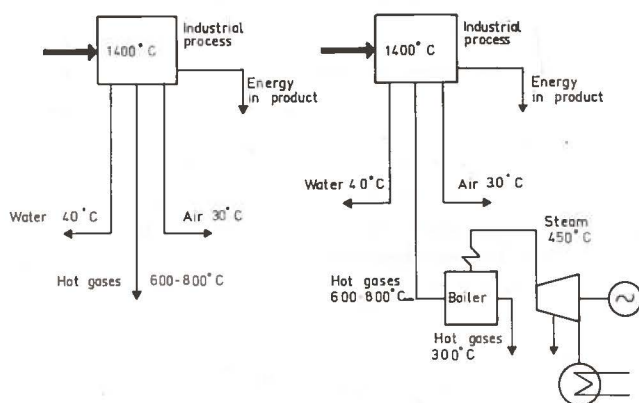 1400° C
Industrial
process
Energy
in product
Water 40°C
Air 30°C
Hot gases 600-800°C
1400° C
Industrial
process
Energy
in product
Water 40°C
Air 30°C
Steam
450°C
Hot gases
600-800°C
Boiler
Hot gases
300°C
~